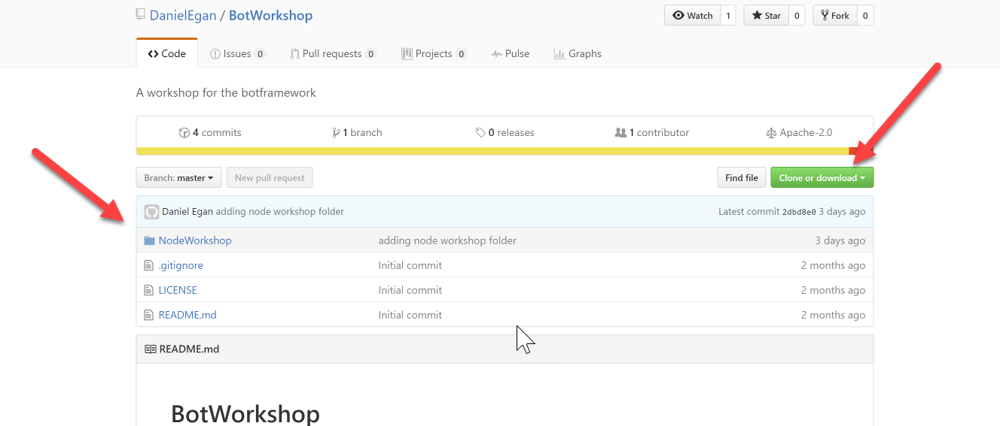 DanielEgan / BotWorkshop
Watch 1 Star 0 Fork 0
Code Issues 0 Pull requests 0 Projects 0 Pulse Graphs
A workshop for the botframework
4 commits 1 branch 0 releases 1 contributor Apache-2.0
Branch: master New pull request Find file Clone or download
Daniel Egan adding node workshop folder Latest commit 2dbd8e0 3 days ago
NodeWorkshop adding node workshop folder 3 days ago
.gitignore Initial commit 2 months ago
LICENSE Initial commit 2 months ago
README.md Initial commit 2 months ago
README.md
BotWorkshop